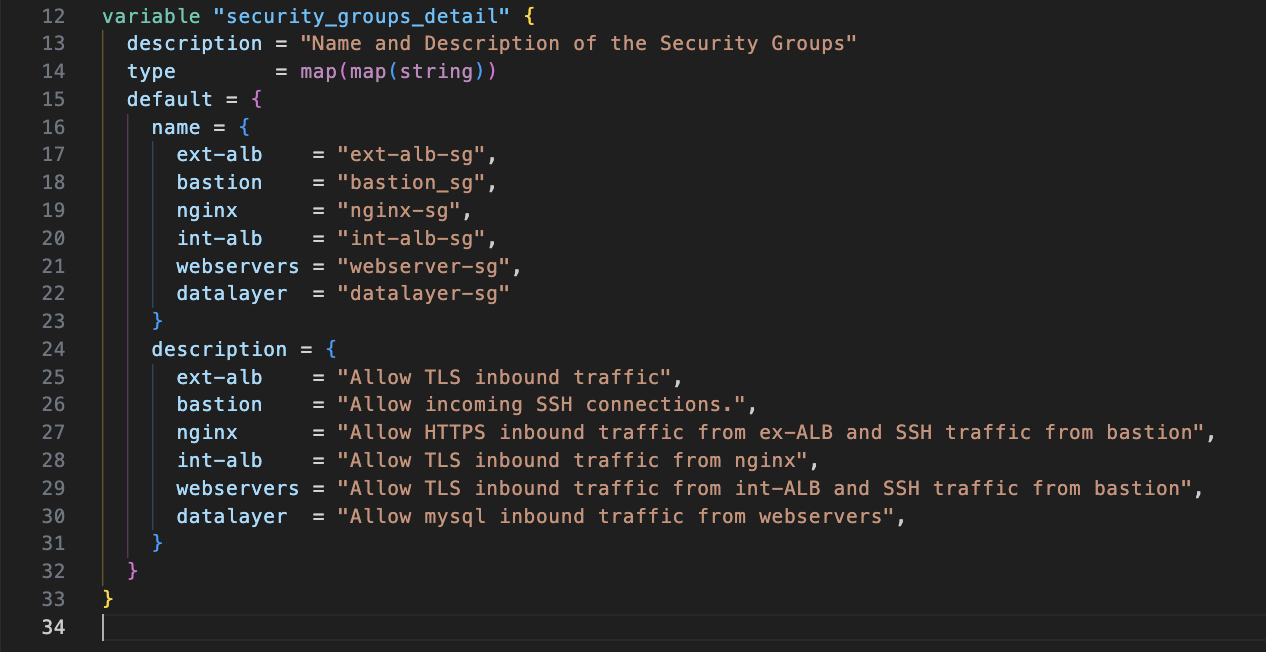 12 variable "security_groups_detail" {
13   description = "Name and Description of the Security Groups"
14   type        = map(map(string))
15   default = {
16     name = {
17       ext-alb    = "ext-alb-sg",
18       bastion    = "bastion_sg",
19       nginx      = "nginx-sg",
20       int-alb    = "int-alb-sg",
21       webservers = "webserver-sg",
22       datalayer  = "datalayer-sg"
23     }
24     description = {
25       ext-alb    = "Allow TLS inbound traffic",
26       bastion    = "Allow incoming SSH connections.",
27       nginx      = "Allow HTTPS inbound traffic from ex-ALB and SSH traffic from bastion",
28       int-alb    = "Allow TLS inbound traffic from nginx",
29       webservers = "Allow TLS inbound traffic from int-ALB and SSH traffic from bastion",
30       datalayer  = "Allow mysql inbound traffic from webservers",
31     }
32   }
33 }
34